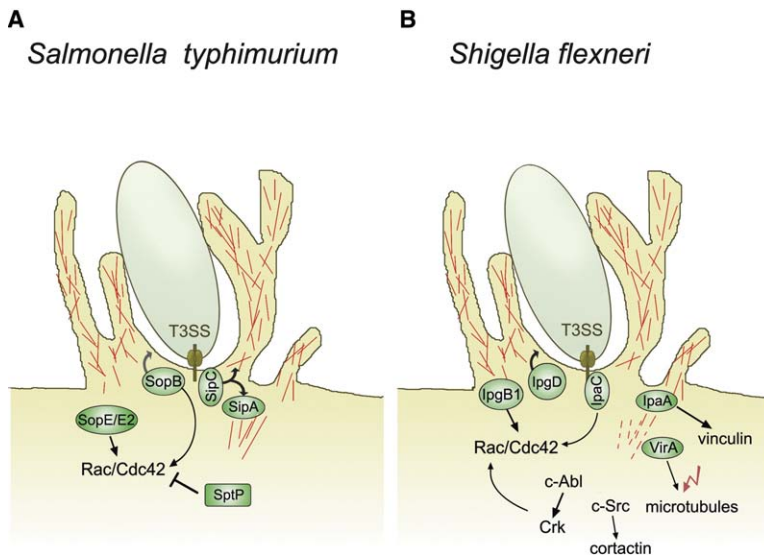 A
Salmonella typhimurium
T3SS
SopB
SipC
SipA
SopE/E2
Rac/Cdc42
SptP
B
Shigella flexneri
T3SS
IpgB1
IpgD
IpaC
IpaA
vinculin
Rac/Cdc42
VirA
c-Abl
Crk
c-Src
microtubules
cortactin